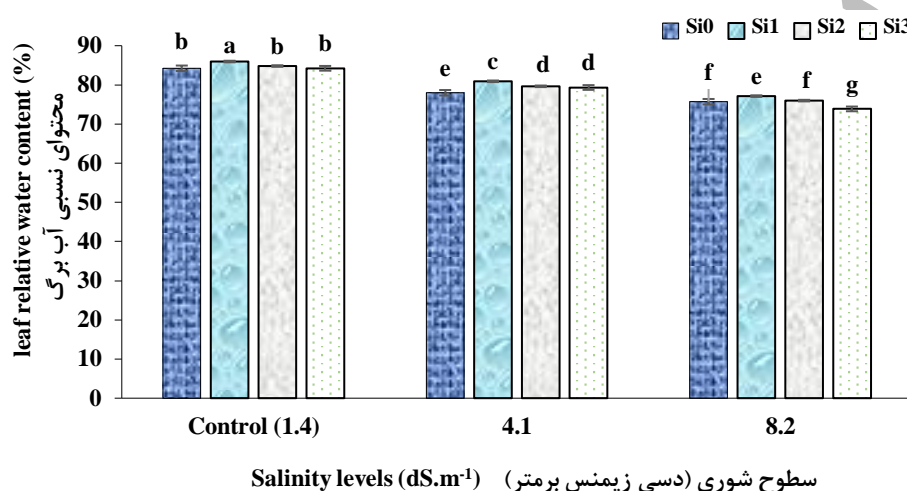 Si0 Si1 Si2 Si3
leaf relative water content (%)
محتوای نسبی آب برگ
90
80
70
60
50
40
30
20
10
0
b a b b
e c d d
f e f g
Control (1.4) 4.1 8.2
Salinity levels (dS.m⁻¹) سطوح شوری (دسی زیمنس برمتر)